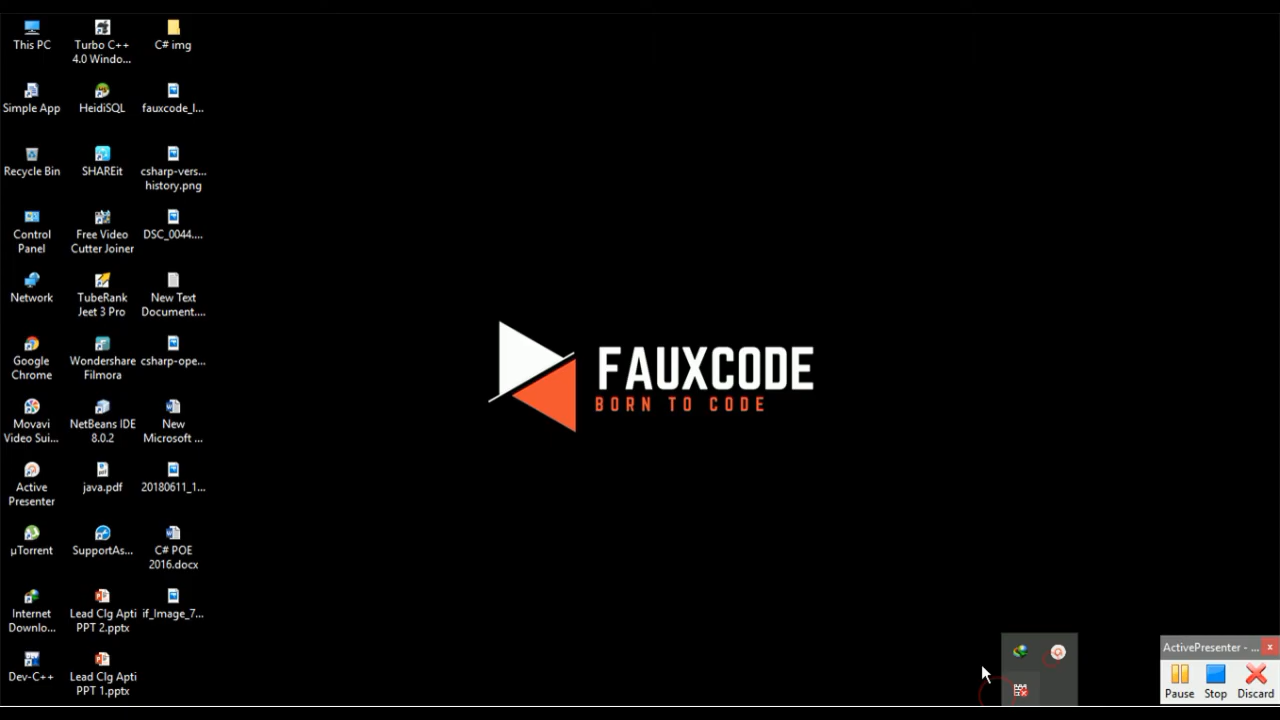 This PC
Turbo C++
4.0 Windo...
C# img
Simple App
HeidiSQL
fauxcode_l...
Recycle Bin
SHAREit
csharp-vers...
history.png
Control
Panel
Free Video
Cutter Joiner
DSC_0044....
Network
TubeRank
Jeet 3 Pro
New Text
Document....
Google
Chrome
Wondershare
Filmora
csharp-ope...
FAUXCODE
BORN TO CODE
Movavi
Video Sui...
NetBeans IDE
8.0.2
New
Microsoft ...
Active
Presenter
java.pdf
20180611_1...
µTorrent
SupportAs...
C# POE
2016.docx
Internet
Downlo...
Lead Clg Apti
PPT 2.pptx
if_Image_7...
Dev-C++
Lead Clg Apti
PPT 1.pptx
ActivePresenter - ...
Pause
Stop
Discard